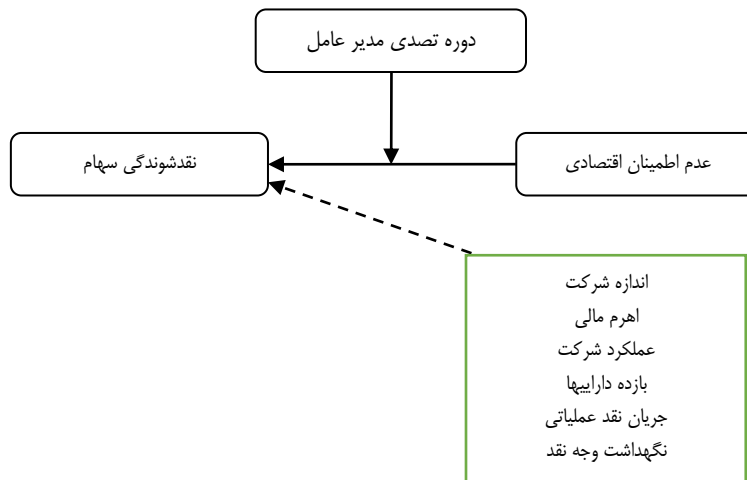 دوره تصدی مدیر عامل
عدم اطمینان اقتصادی
نقدشوندگی سهام
اندازه شرکت
اهرم مالی
عملکرد شرکت
بازده داراییها
جریان نقد عملیاتی
نگهداشت وجه نقد